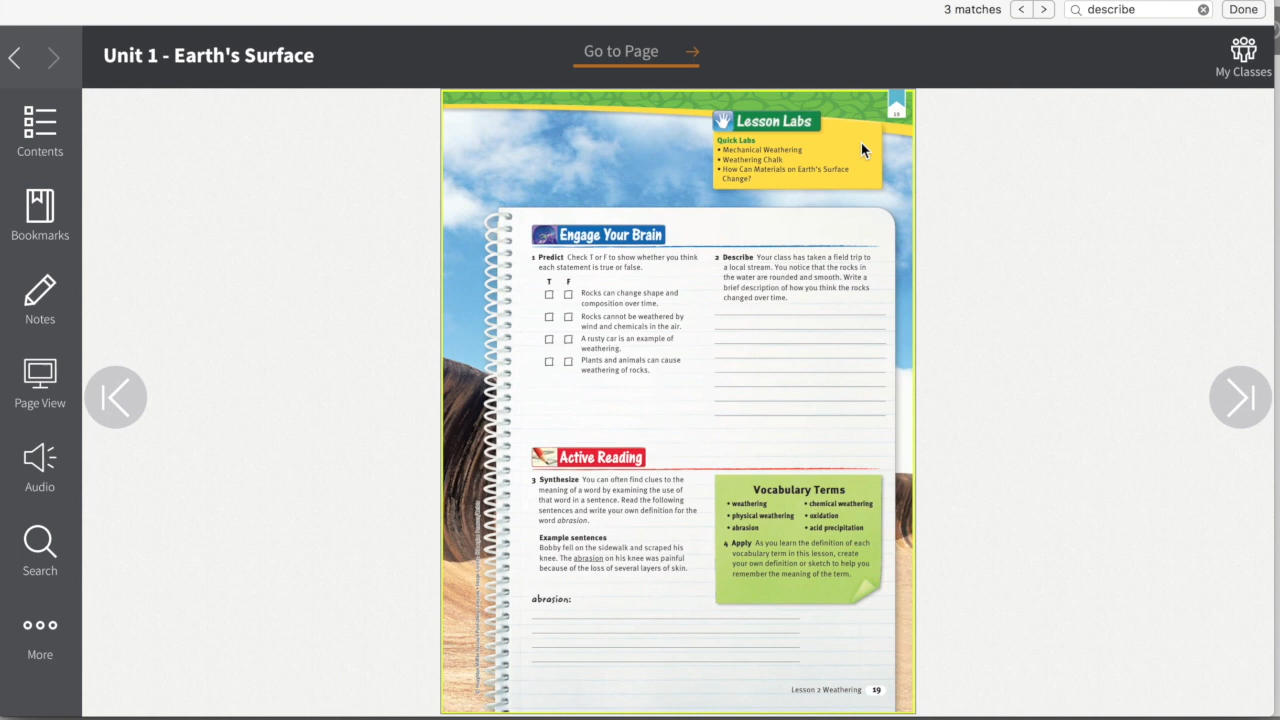 3 matches
describe
Done
Unit 1 - Earth's Surface
Go to Page
My Classes
Contents
Bookmarks
Notes
Page View
Audio
Search
More
19
Lesson Labs
Quick Labs
• Mechanical Weathering
• Weathering Chalk
• How Can Materials on Earth's Surface
Change?
Engage Your Brain
1 Predict Check T or F to show whether you think
each statement is true or false.
T F
Rocks can change shape and
composition over time.
Rocks cannot be weathered by
wind and chemicals in the air.
A rusty car is an example of
weathering.
Plants and animals can cause
weathering of rocks.
2 Describe Your class has taken a field trip to
a local stream. You notice that the rocks in
the water are rounded and smooth. Write a
brief description of how you think the rocks
changed over time.
Active Reading
3 Synthesize You can often find clues to the
meaning of a word by examining the use of
that word in a sentence. Read the following
sentences and write your own definition for the
word abrasion.
Example sentences
Bobby fell on the sidewalk and scraped his
knee. The abrasion on his knee was painful
because of the loss of several layers of skin.
abrasion:
Vocabulary Terms
• weathering
• physical weathering
• abrasion
• chemical weathering
• oxidation
• acid precipitation
4 Apply As you learn the definition of each
vocabulary term in this lesson, create
your own definition or sketch to help you
remember the meaning of the term.
Lesson 2 Weathering 19